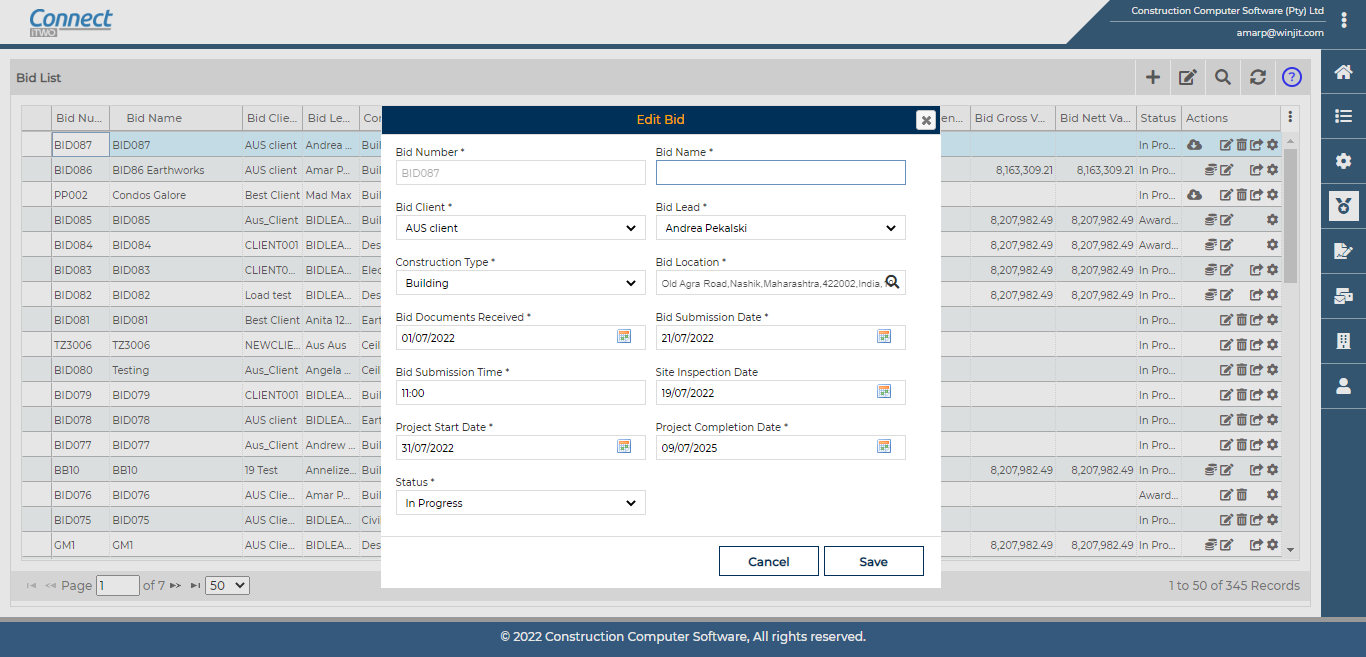 Connect
iTWO
Construction Computer Software (Pty) Ltd
amarp@winjit.com
Bid List
Bid Nu... Bid Name Bid Clie... Bid Le... Con en... Bid Gross V... Bid Nett Va... Status Actions
BID087 BID087 AUS client Andrea ... Buil In Pro...
BID086 BID86 Earthworks AUS client Amar P... Buil 8,163,309.21 8,163,309.21 In Pro...
PP002 Condos Galore Best Client Mad Max Buil In Pro...
BID085 BID085 Aus_Client BIDLEA... Buil 8,207,982.49 8,207,982.49 Award...
BID084 BID084 CLIENT001 BIDLEA... Des 8,207,982.49 8,207,982.49 Award...
BID083 BID083 CLIENT0... BIDLEA... Elec 8,207,982.49 8,207,982.49 In Pro...
BID082 BID082 Load test BIDLEA... Des 8,207,982.49 8,207,982.49 In Pro...
BID081 BID081 Best Client Anita 12... Eart In Pro...
TZ3006 TZ3006 NEWCLIE... Aus Aus Ceil In Pro...
BID080 Testing Aus_Client Angela ... Ceil In Pro...
BID079 BID079 CLIENT001 BIDLEA... Buil In Pro...
BID078 BID078 AUS client BIDLEA... Eart In Pro...
BID077 BID077 Aus_Client Andrew ... Buil In Pro...
BB10 BB10 19 Test Annelize... Buil 8,207,982.49 8,207,982.49 In Pro...
BID076 BID076 AUS Clie... Amar P... Buil Award...
BID075 BID075 AUS Clie... BIDLEA... Civi In Pro...
GM1 GM1 AUS Clie... BIDLEA... Des 8,207,982.49 8,207,982.49 In Pro...
Edit Bid
Bid Number * Bid Name *
BID087
Bid Client * Bid Lead *
AUS client Andrea Pekalski
Construction Type * Bid Location *
Building Old Agra Road,Nashik,Maharashtra,422002,India,
Bid Documents Received * Bid Submission Date *
01/07/2022 21/07/2022
Bid Submission Time * Site Inspection Date
11:00 19/07/2022
Project Start Date * Project Completion Date *
31/07/2022 09/07/2025
Status *
In Progress
Cancel Save
Page 1 of 7 50 1 to 50 of 345 Records
© 2022 Construction Computer Software, All rights reserved.